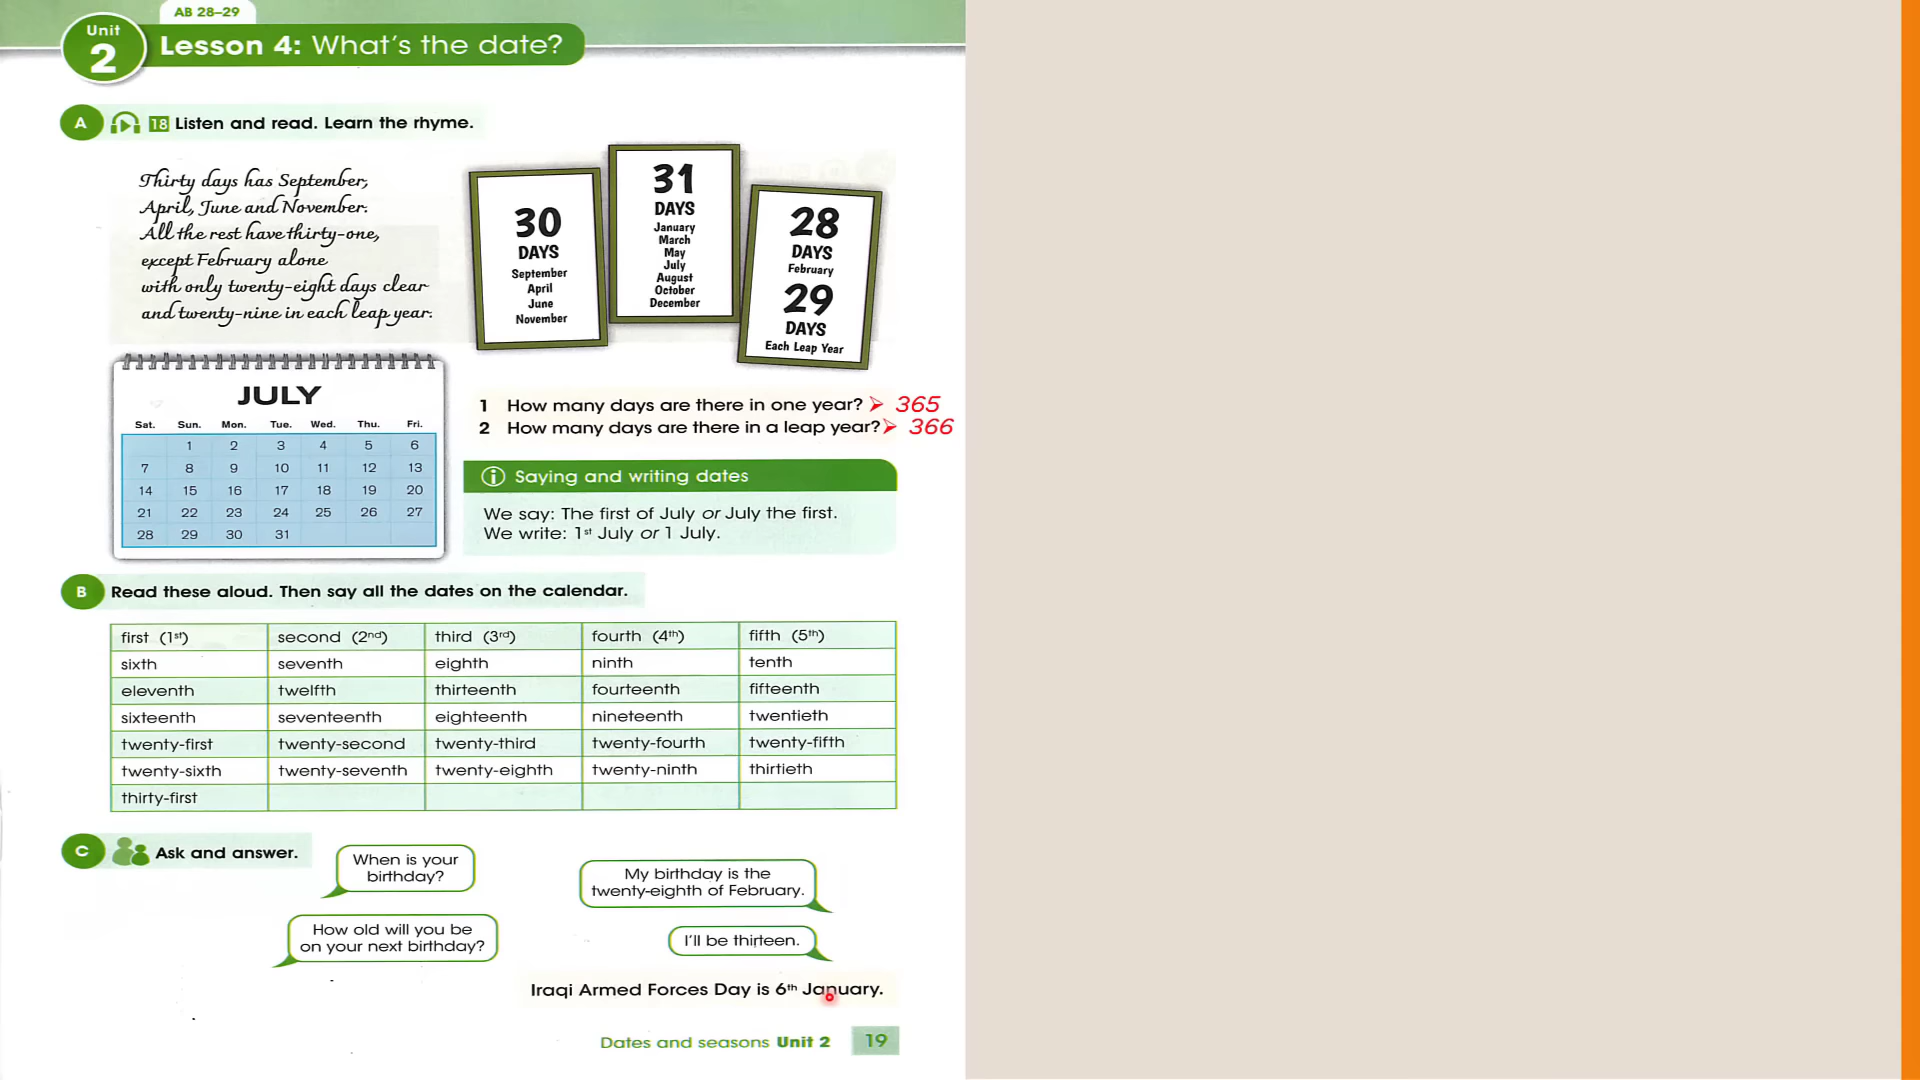 AB 28–29
Unit
2
Lesson 4: What's the date?
A
18 Listen and read. Learn the rhyme.
Thirty days has September,
April, June and November.
All the rest have thirty-one,
except February alone
with only twenty-eight days clear
and twenty-nine in each leap year.
30
DAYS
September
April
June
November
31
DAYS
January
March
May
July
August
October
December
28
DAYS
February
29
DAYS
Each Leap Year
JULY
Sat. Sun. Mon. Tue. Wed. Thu. Fri.
1 2 3 4 5 6
7 8 9 10 11 12 13
14 15 16 17 18 19 20
21 22 23 24 25 26 27
28 29 30 31
1 How many days are there in one year? ➢ 365
2 How many days are there in a leap year? ➢ 366
i Saying and writing dates
We say: The first of July or July the first.
We write: 1st July or 1 July.
B
Read these aloud. Then say all the dates on the calendar.
first (1st) second (2nd) third (3rd) fourth (4th) fifth (5th)
sixth seventh eighth ninth tenth
eleventh twelfth thirteenth fourteenth fifteenth
sixteenth seventeenth eighteenth nineteenth twentieth
twenty-first twenty-second twenty-third twenty-fourth twenty-fifth
twenty-sixth twenty-seventh twenty-eighth twenty-ninth thirtieth
thirty-first
C
Ask and answer.
When is your
birthday?
My birthday is the
twenty-eighth of February.
How old will you be
on your next birthday?
I'll be thirteen.
Iraqi Armed Forces Day is 6th January.
Dates and seasons Unit 2 19